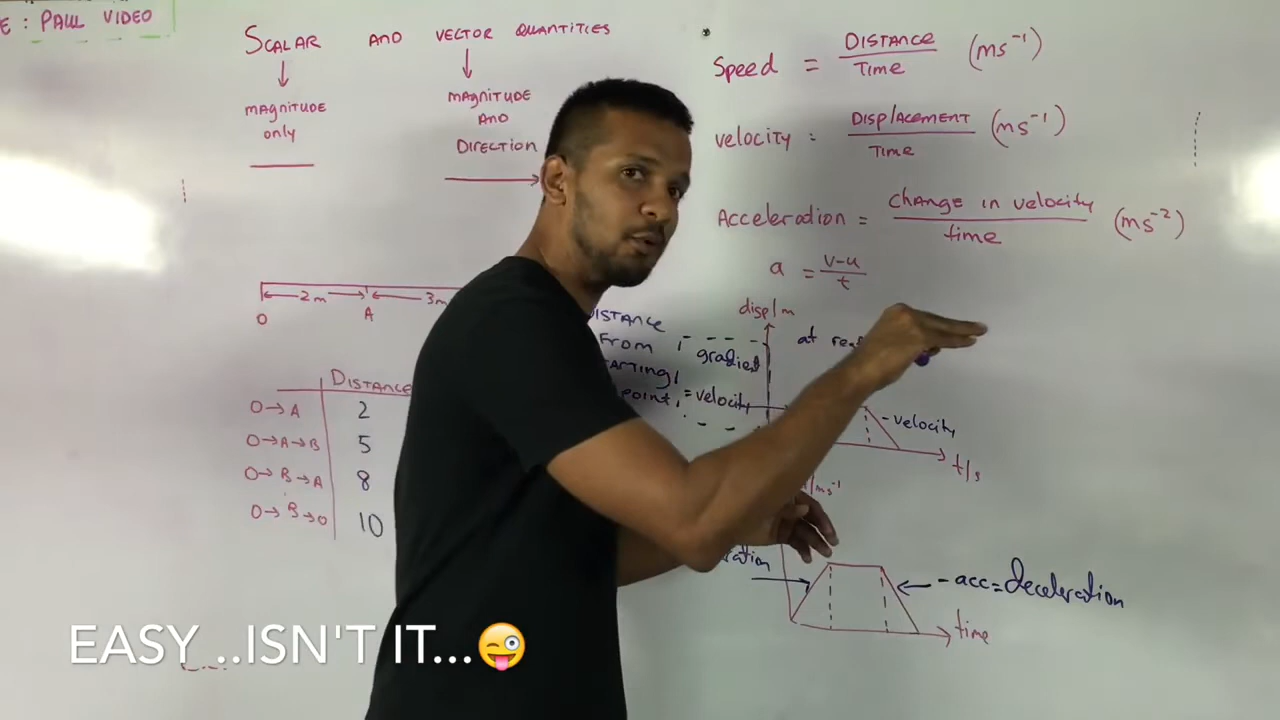 E : PAUL VIDEO
SCALAR AND VECTOR QUANTITIES
MAGNITUDE
only
MAGNITUDE
AND
DIRECTION
2m
3m
O
A
DISTANCE
O→A 2
O→A→B 5
O→B→A 8
O→B→O 10
Speed = DISTANCE / Time (ms⁻¹)
velocity = DISPLACEMENT / Time (ms⁻¹)
Acceleration = Change in velocity / time (ms⁻²)
a = v-u / t
displ m
DISTANCE
From
point
gradient
= velocity
at
- velocity
t/s
ms⁻¹
-acc = deceleration
time
EASY ..ISN'T IT...😜